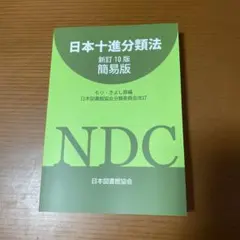 日本十進分類法
新訂10版
簡易版
もり・きよし原編
日本図書館協会分類委員会改訂
NDC
日本図書館協会